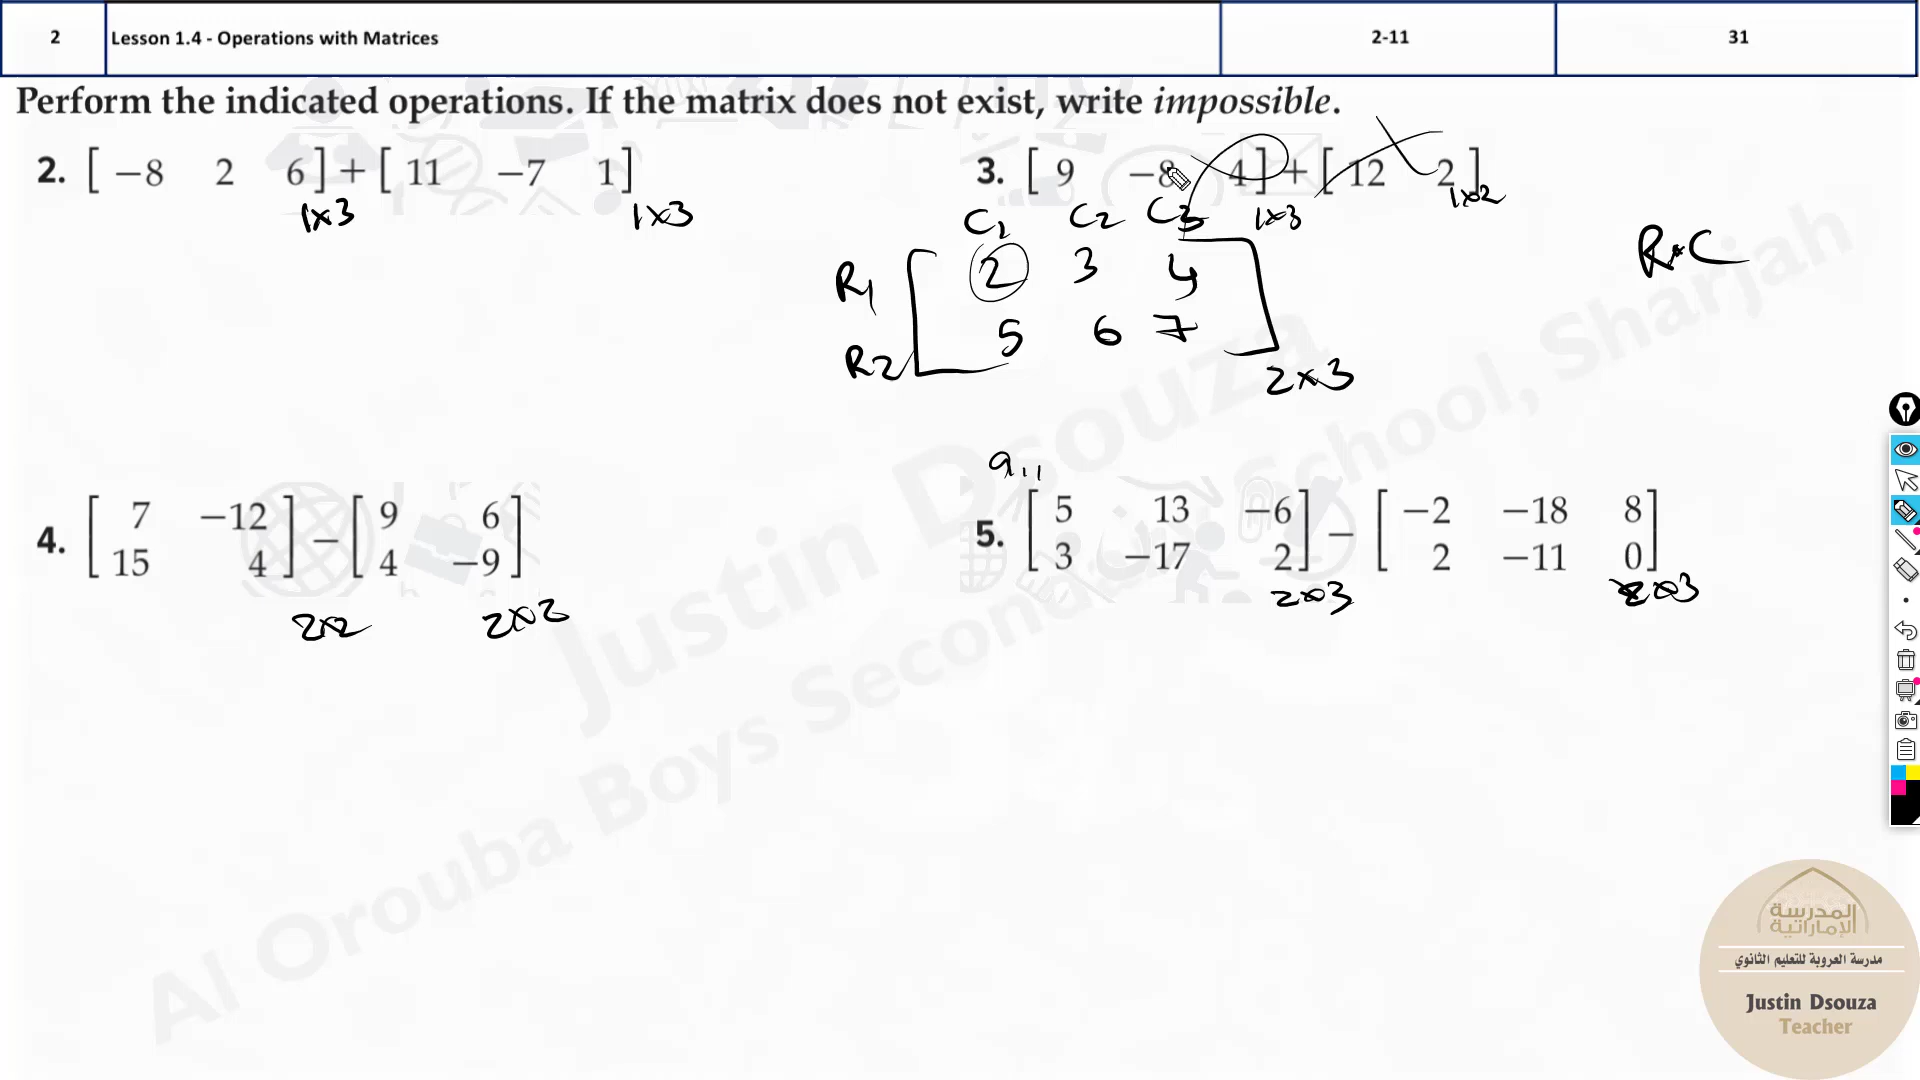 2 Lesson 1.4 - Operations with Matrices 2-11 31
Perform the indicated operations. If the matrix does not exist, write impossible.
2. [ −8 2 6 ] + [ 11 −7 1 ]
1×3 1×3
3. [ 9 −8 4 ] + [ 12 2 ]
1×3 1×2
C1 C2 C3
R1 2 3 4
R2 5 6 7
2×3
R×C
4. [ 7 −12 ] − [ 9 6 ]
[ 15 4 ] [ 4 −9 ]
2×2 2×2
a11
5. [ 5 13 −6 ] − [ −2 −18 8 ]
[ 3 −17 2 ] [ 2 −11 0 ]
2×3 2×3
Justin Dsouza
Al Orouba Boys Secondary School, Sharjah
المدرسة
الإماراتية
مدرسة العروبة للتعليم الثانوي
Justin Dsouza
Teacher